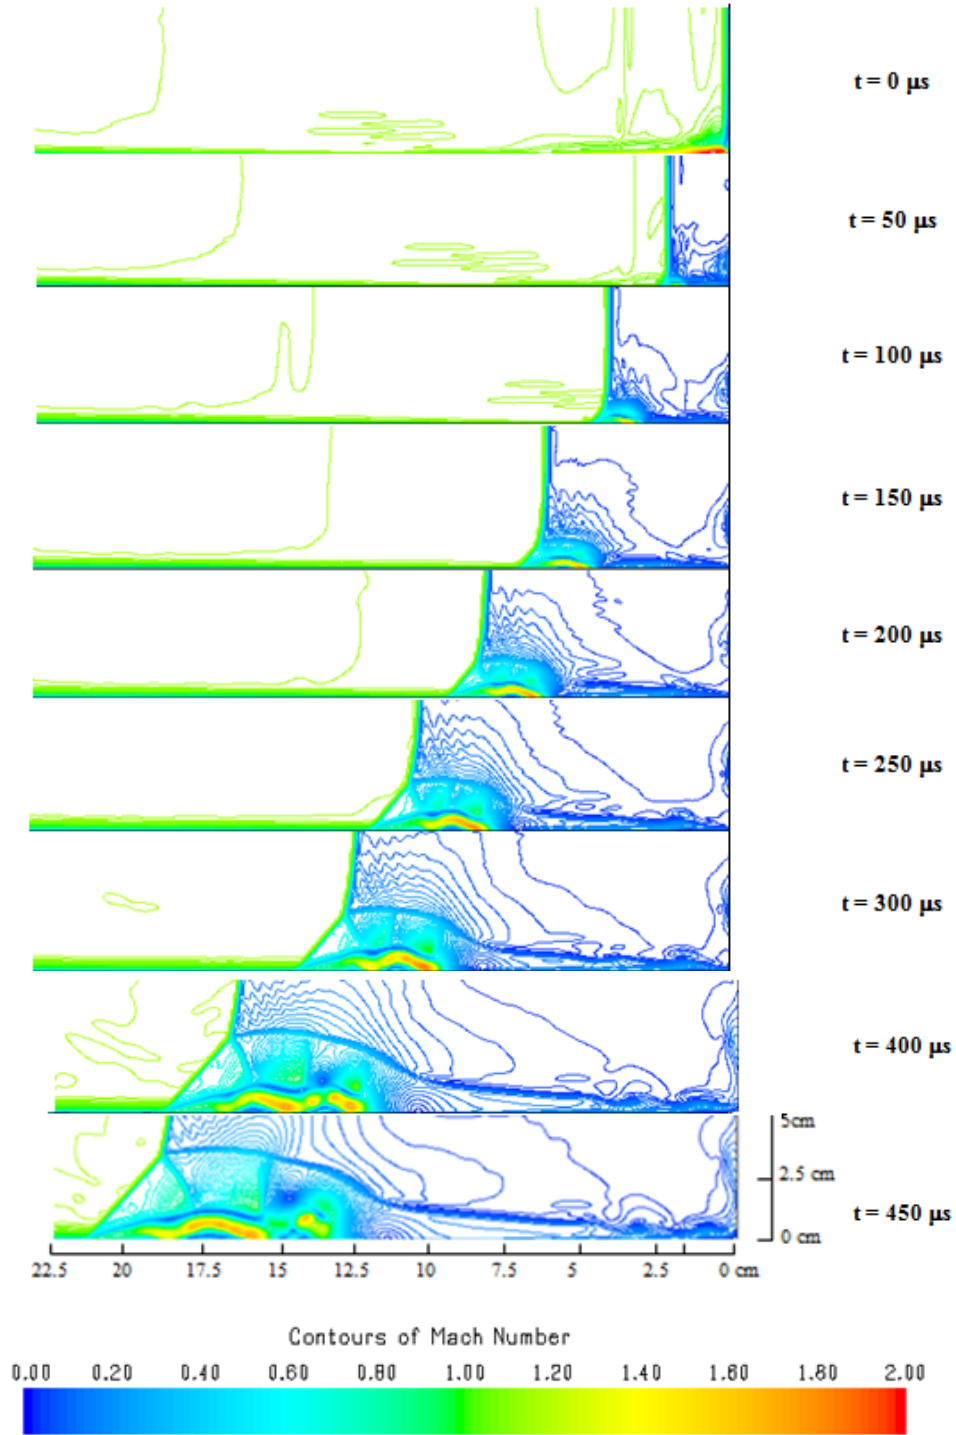 t = 0 µs
t = 50 µs
t = 100 µs
t = 150 µs
t = 200 µs
t = 250 µs
t = 300 µs
t = 400 µs
5cm
2.5 cm
t = 450 µs
0 cm
22.5 20 17.5 15 12.5 10 7.5 5 2.5 0 cm
Contours of Mach Number
0.00 0.20 0.40 0.60 0.80 1.00 1.20 1.40 1.60 1.80 2.00